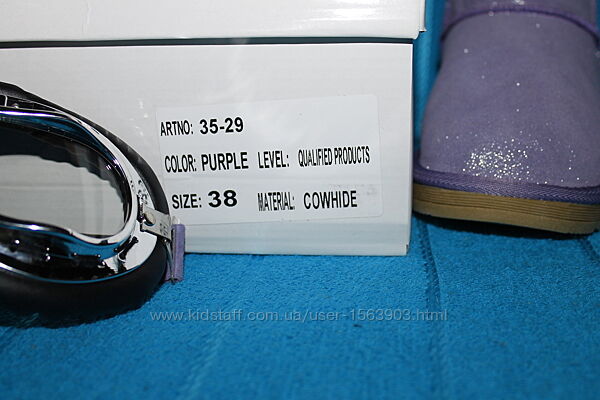 ARTNO: 35-29
COLOR: PURPLE LEVEL: QUALIFIED PRODUCTS
SIZE: 38 MATERIAL: COWHIDE
www.kidstaff.com.ua/user-1563903.html